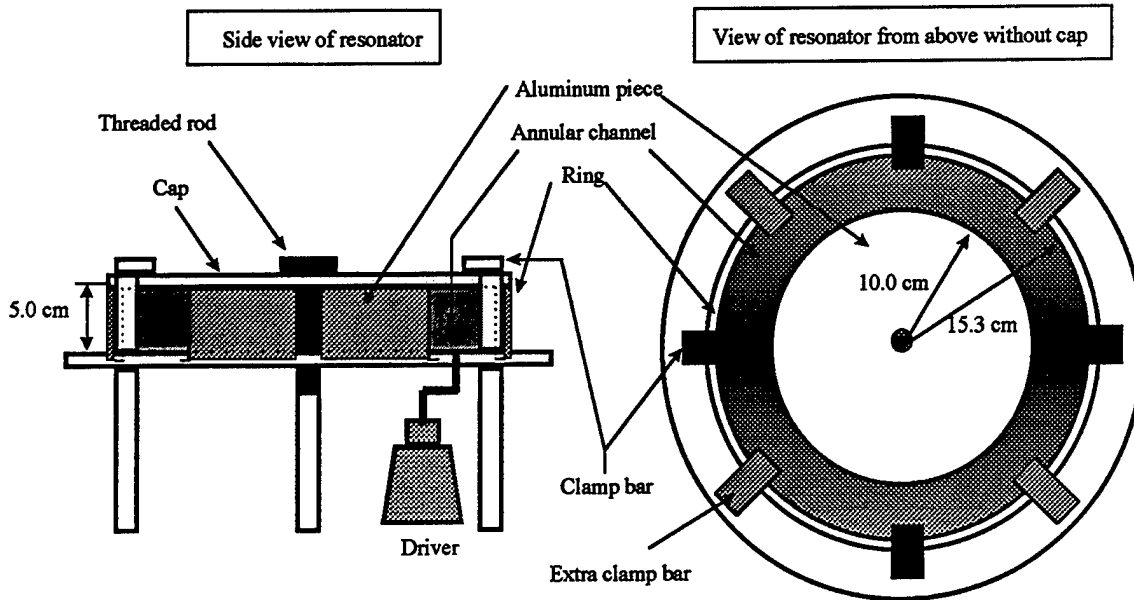 Side view of resonator
View of resonator from above without cap
Aluminum piece
Threaded rod
Annular channel
Cap
Ring
5.0 cm
10.0 cm
15.3 cm
Clamp bar
Driver
Extra clamp bar